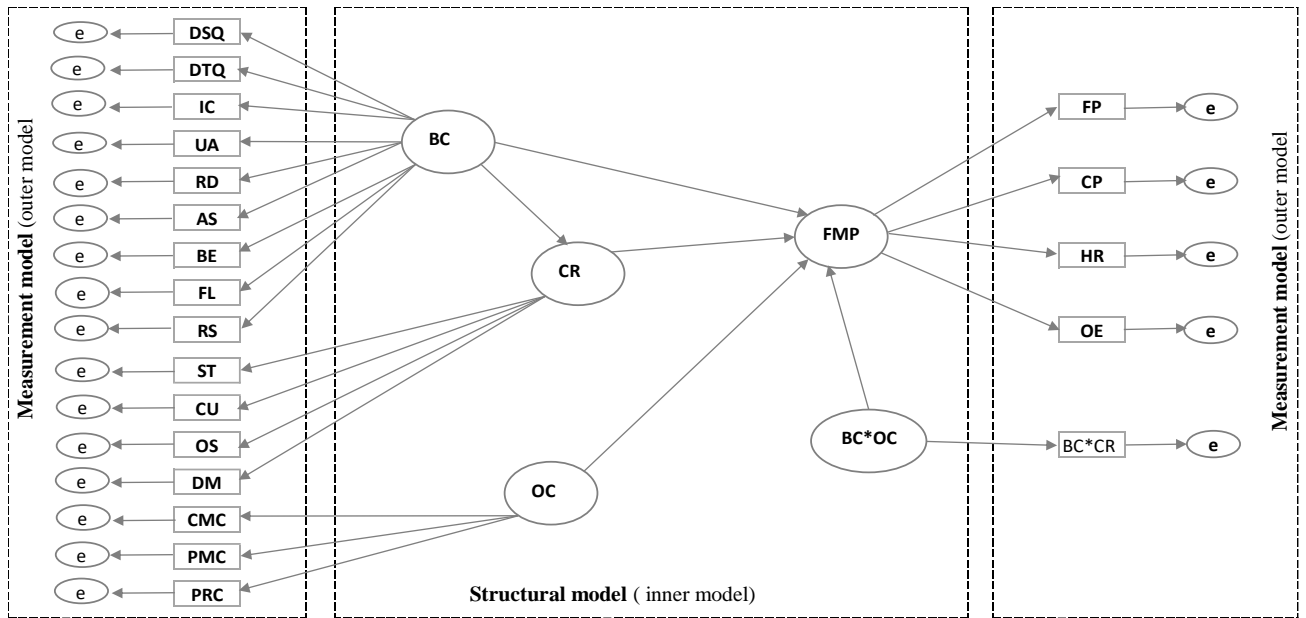 Measurement model (outer model)
e DSQ
e DTQ
e IC
e UA
e RD
e AS
e BE
e FL
e RS
e ST
e CU
e OS
e DM
e CMC
e PMC
e PRC
BC
CR
OC
FMP
BC*OC
Structural model ( inner model)
FP e
CP e
HR e
OE e
BC*CR e
Measurement model (outer model